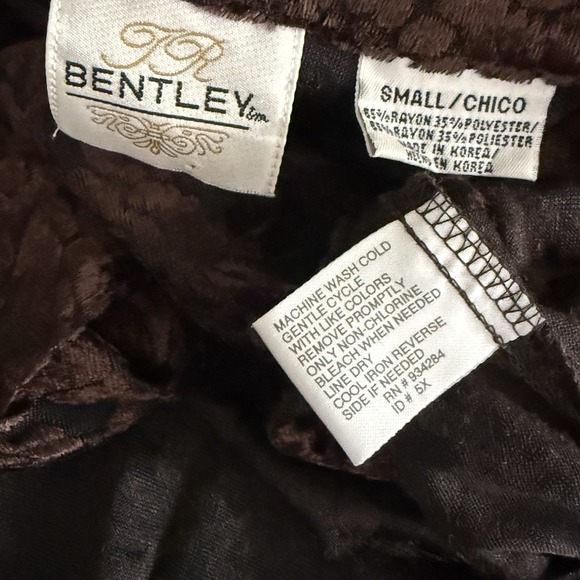 JR
BENTLEY
SMALL/CHICO
65%RAYON 35%POLYESTER/
65%RAYON 35%POLIESTER
MADE IN KOREA/
HECHO EN KOREA
MACHINE WASH COLD
GENTLE CYCLE
WITH LIKE COLORS
REMOVE PROMPTLY
ONLY NON-CHLORINE
BLEACH WHEN NEEDED
LINE DRY
COOL IRON REVERSE
SIDE IF NEEDED
RN # 934284
ID # 5X